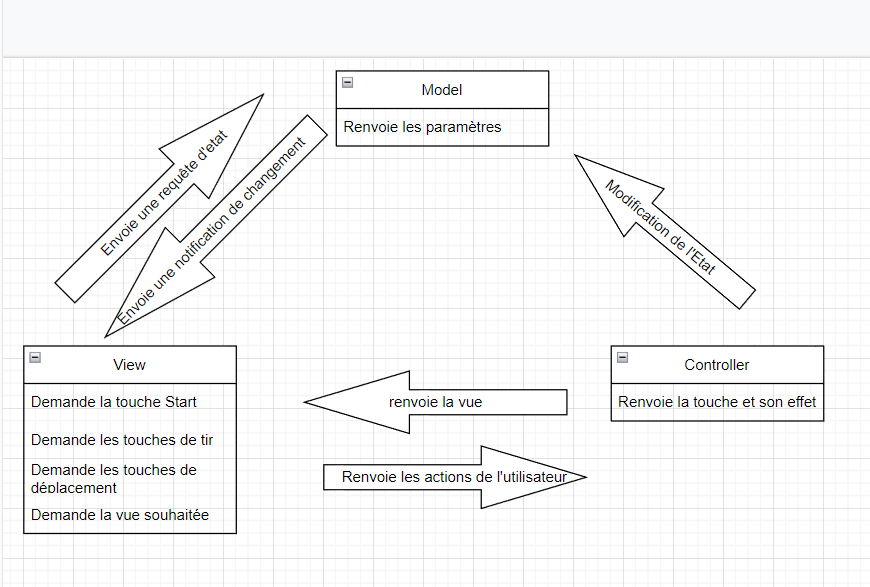 Model
Renvoie les paramètres
Envoie une requête d'etat
Envoie une notification de changement
Modification de l'Etat
View
Demande la touche Start
Demande les touches de tir
Demande les touches de
déplacement
Demande la vue souhaitée
renvoie la vue
Renvoie les actions de l'utilisateur
Controller
Renvoie la touche et son effet